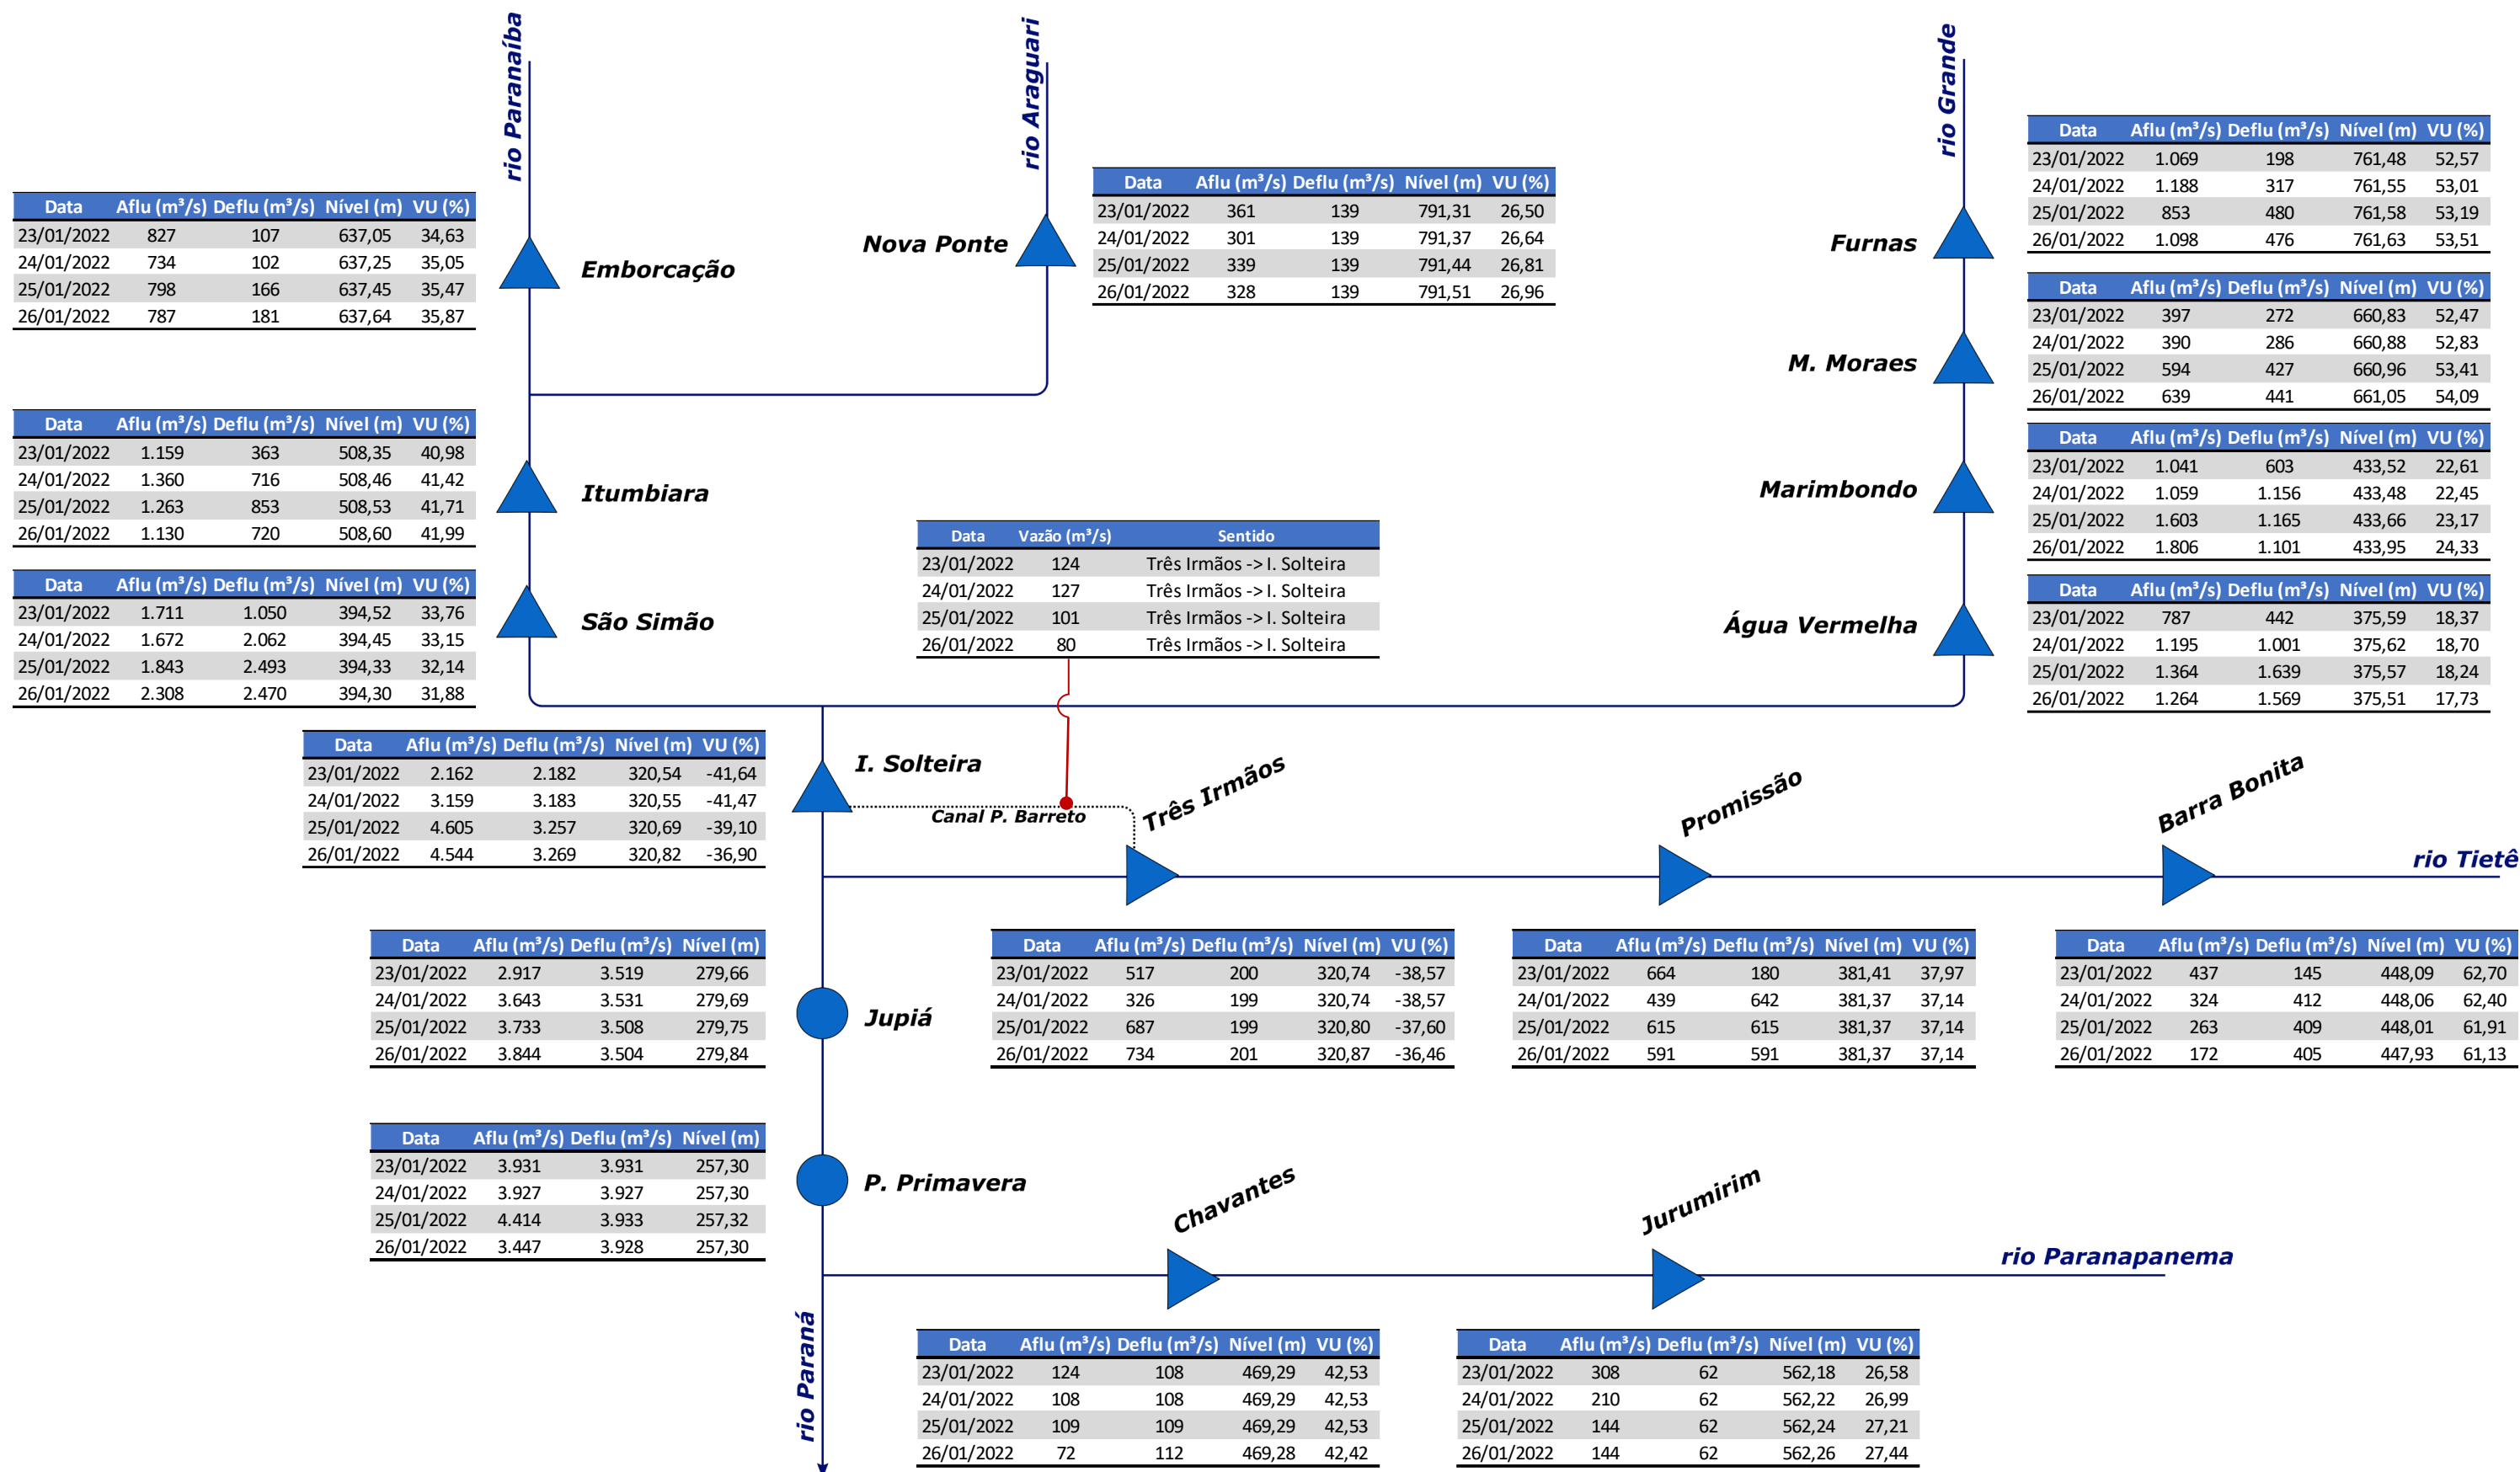 rio Paranaíba
rio Araguari
rio Grande
Data Aflu (m³/s) Deflu (m³/s) Nível (m) VU (%)
23/01/2022 827 107 637,05 34,63
24/01/2022 734 102 637,25 35,05
25/01/2022 798 166 637,45 35,47
26/01/2022 787 181 637,64 35,87
Emborcação
Nova Ponte
Data Aflu (m³/s) Deflu (m³/s) Nível (m) VU (%)
23/01/2022 361 139 791,31 26,50
24/01/2022 301 139 791,37 26,64
25/01/2022 339 139 791,44 26,81
26/01/2022 328 139 791,51 26,96
Furnas
Data Aflu (m³/s) Deflu (m³/s) Nível (m) VU (%)
23/01/2022 1.069 198 761,48 52,57
24/01/2022 1.188 317 761,55 53,01
25/01/2022 853 480 761,58 53,19
26/01/2022 1.098 476 761,63 53,51
M. Moraes
Data Aflu (m³/s) Deflu (m³/s) Nível (m) VU (%)
23/01/2022 397 272 660,83 52,47
24/01/2022 390 286 660,88 52,83
25/01/2022 594 427 660,96 53,41
26/01/2022 639 441 661,05 54,09
Data Aflu (m³/s) Deflu (m³/s) Nível (m) VU (%)
23/01/2022 1.159 363 508,35 40,98
24/01/2022 1.360 716 508,46 41,42
25/01/2022 1.263 853 508,53 41,71
26/01/2022 1.130 720 508,60 41,99
Itumbiara
Marimbondo
Data Aflu (m³/s) Deflu (m³/s) Nível (m) VU (%)
23/01/2022 1.041 603 433,52 22,61
24/01/2022 1.059 1.156 433,48 22,45
25/01/2022 1.603 1.165 433,66 23,17
26/01/2022 1.806 1.101 433,95 24,33
Data Aflu (m³/s) Deflu (m³/s) Nível (m) VU (%)
23/01/2022 1.711 1.050 394,52 33,76
24/01/2022 1.672 2.062 394,45 33,15
25/01/2022 1.843 2.493 394,33 32,14
26/01/2022 2.308 2.470 394,30 31,88
São Simão
Data Vazão (m³/s) Sentido
23/01/2022 124 Três Irmãos -> I. Solteira
24/01/2022 127 Três Irmãos -> I. Solteira
25/01/2022 101 Três Irmãos -> I. Solteira
26/01/2022 80 Três Irmãos -> I. Solteira
Água Vermelha
Data Aflu (m³/s) Deflu (m³/s) Nível (m) VU (%)
23/01/2022 787 442 375,59 18,37
24/01/2022 1.195 1.001 375,62 18,70
25/01/2022 1.364 1.639 375,57 18,24
26/01/2022 1.264 1.569 375,51 17,73
Data Aflu (m³/s) Deflu (m³/s) Nível (m) VU (%)
23/01/2022 2.162 2.182 320,54 -41,64
24/01/2022 3.159 3.183 320,55 -41,47
25/01/2022 4.605 3.257 320,69 -39,10
26/01/2022 4.544 3.269 320,82 -36,90
I. Solteira
Canal P. Barreto
Três Irmãos
Promissão
Barra Bonita
rio Tietê
Data Aflu (m³/s) Deflu (m³/s) Nível (m)
23/01/2022 2.917 3.519 279,66
24/01/2022 3.643 3.531 279,69
25/01/2022 3.733 3.508 279,75
26/01/2022 3.844 3.504 279,84
Jupiá
Data Aflu (m³/s) Deflu (m³/s) Nível (m) VU (%)
23/01/2022 517 200 320,74 -38,57
24/01/2022 326 199 320,74 -38,57
25/01/2022 687 199 320,80 -37,60
26/01/2022 734 201 320,87 -36,46
Data Aflu (m³/s) Deflu (m³/s) Nível (m) VU (%)
23/01/2022 664 180 381,41 37,97
24/01/2022 439 642 381,37 37,14
25/01/2022 615 615 381,37 37,14
26/01/2022 591 591 381,37 37,14
Data Aflu (m³/s) Deflu (m³/s) Nível (m) VU (%)
23/01/2022 437 145 448,09 62,70
24/01/2022 324 412 448,06 62,40
25/01/2022 263 409 448,01 61,91
26/01/2022 172 405 447,93 61,13
Data Aflu (m³/s) Deflu (m³/s) Nível (m)
23/01/2022 3.931 3.931 257,30
24/01/2022 3.927 3.927 257,30
25/01/2022 4.414 3.933 257,32
26/01/2022 3.447 3.928 257,30
P. Primavera
Chavantes
Jurumirim
rio Paranapanema
rio Paraná
Data Aflu (m³/s) Deflu (m³/s) Nível (m) VU (%)
23/01/2022 124 108 469,29 42,53
24/01/2022 108 108 469,29 42,53
25/01/2022 109 109 469,29 42,53
26/01/2022 72 112 469,28 42,42
Data Aflu (m³/s) Deflu (m³/s) Nível (m) VU (%)
23/01/2022 308 62 562,18 26,58
24/01/2022 210 62 562,22 26,99
25/01/2022 144 62 562,24 27,21
26/01/2022 144 62 562,26 27,44